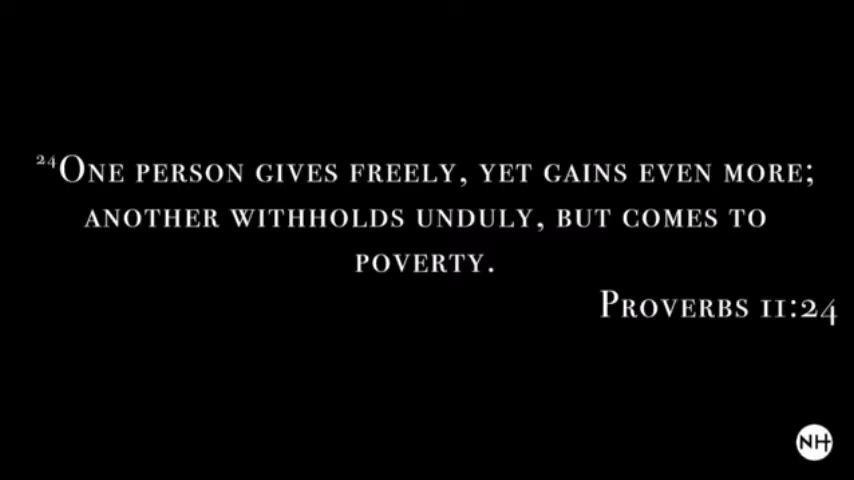 ²⁴One person gives freely, yet gains even more;
another withholds unduly, but comes to
poverty.
Proverbs 11:24
NH